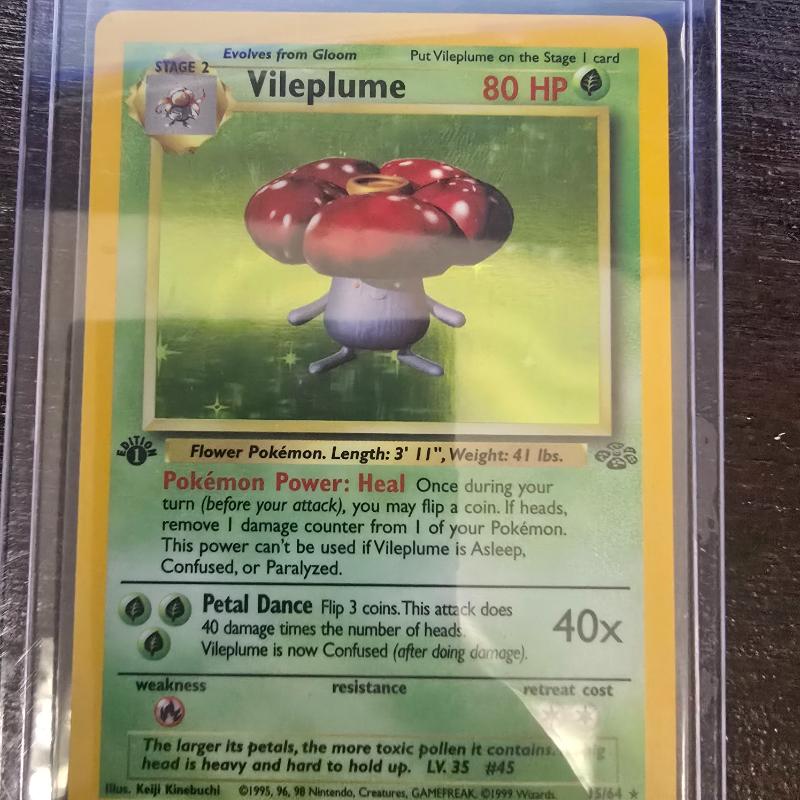 Evolves from Gloom Put Vileplume on the Stage 1 card
STAGE 2
Vileplume 80 HP
EDITION 1
Flower Pokémon. Length: 3' 11", Weight: 41 lbs.
Pokémon Power: Heal Once during your
turn (before your attack), you may flip a coin. If heads,
remove 1 damage counter from 1 of your Pokémon.
This power can't be used if Vileplume is Asleep,
Confused, or Paralyzed.
Petal Dance Flip 3 coins. This attack does
40 damage times the number of heads.
Vileplume is now Confused (after doing damage).
40x
weakness resistance retreat cost
The larger its petals, the more toxic pollen it contains. big
head is heavy and hard to hold up. LV. 35 #45
Illus. Keiji Kinebuchi ©1995, 96, 98 Nintendo, Creatures, GAMEFREAK. ©1999 Wizards. 15/64 ★